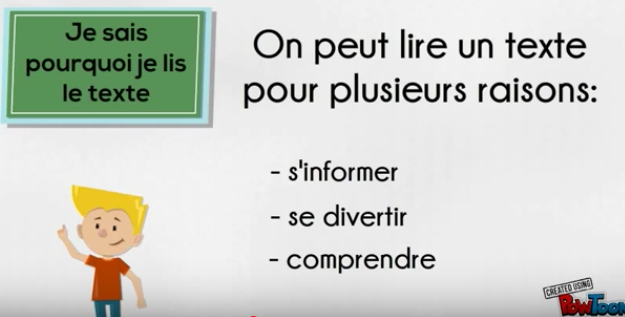 Je sais
pourquoi je lis
le texte
On peut lire un texte
pour plusieurs raisons:
- s'informer
- se divertir
- comprendre
CREATED USING
PowToon